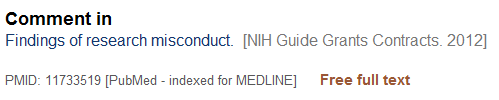 Comment in
Findings of research misconduct. [NIH Guide Grants Contracts. 2012]
PMID: 11733519 [PubMed - indexed for MEDLINE] Free full text